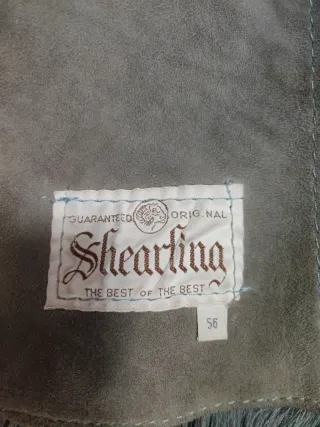 GUARANTEED ORIGINAL
Shearling
THE BEST OF THE BEST
56